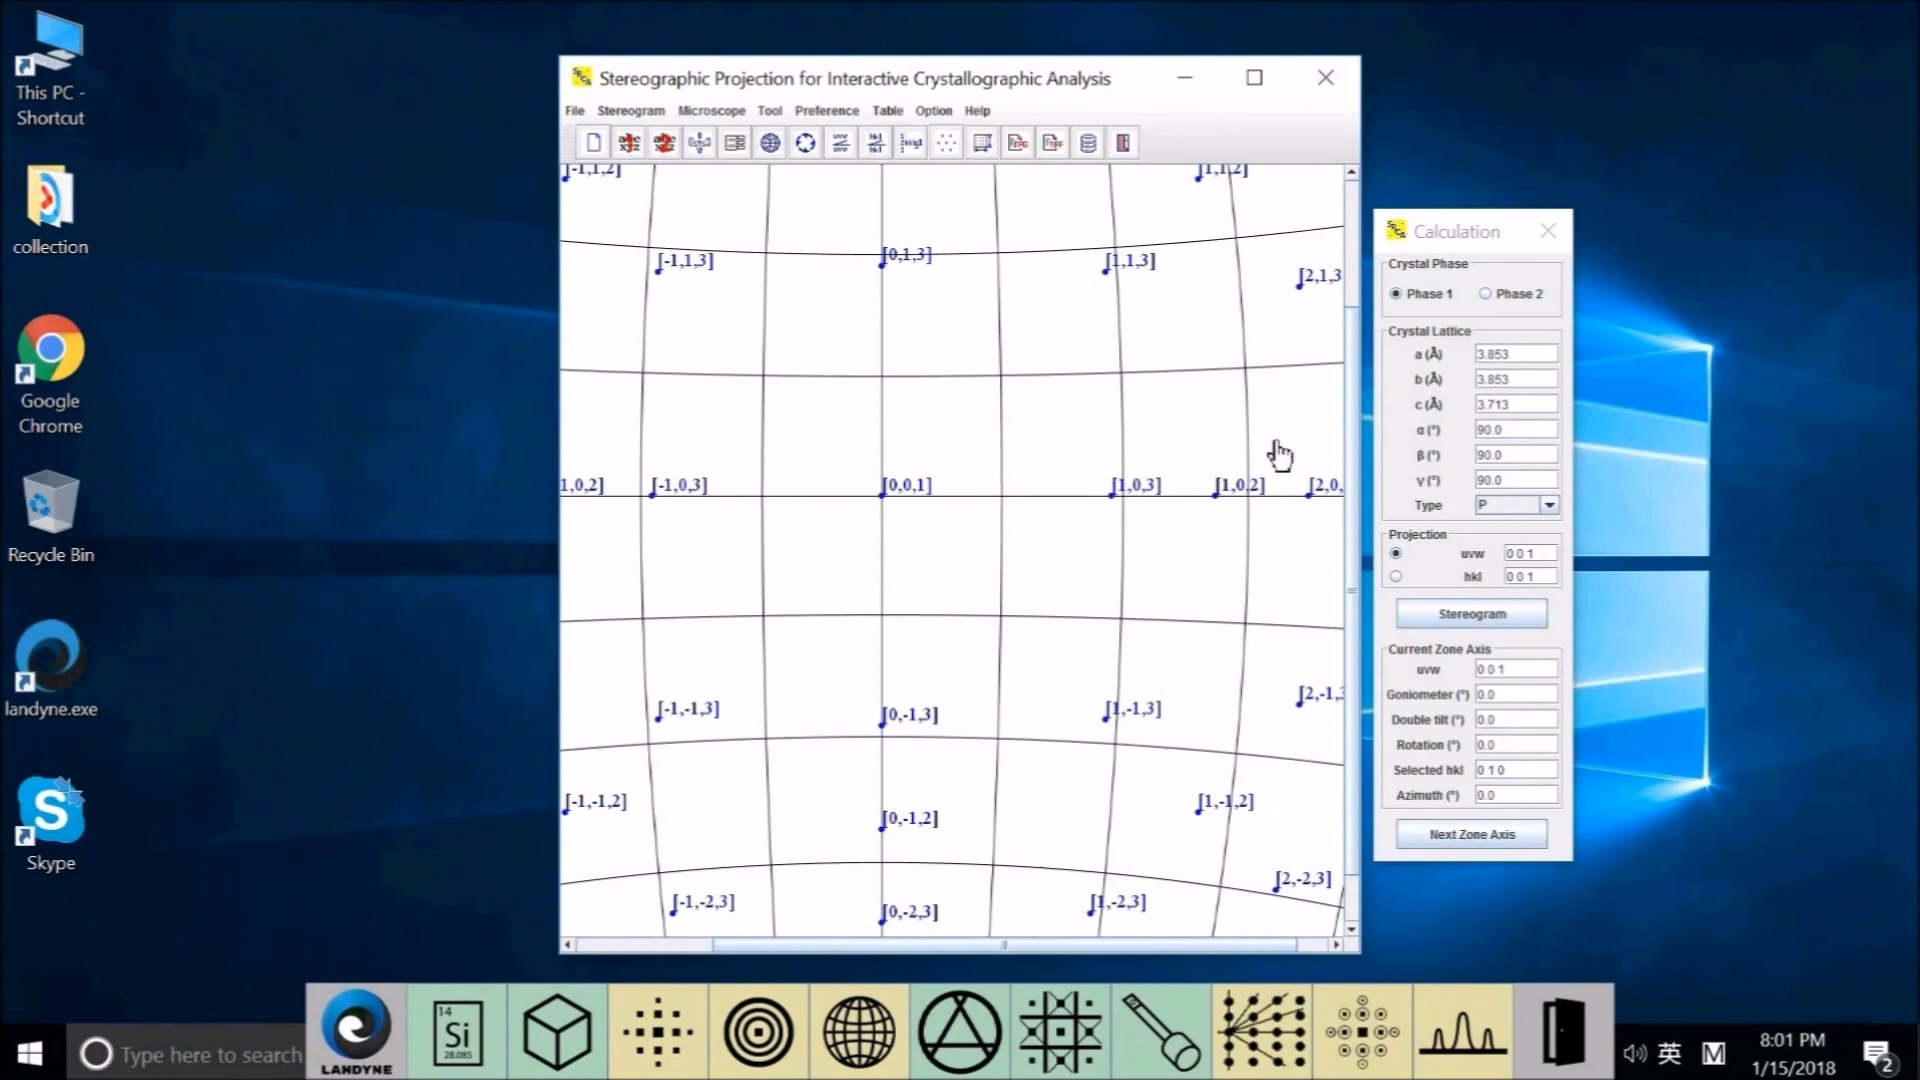 This PC -
Shortcut
collection
Google
Chrome
Recycle Bin
landyne.exe
Skype
Stereographic Projection for Interactive Crystallographic Analysis
File Stereogram Microscope Tool Preference Table Option Help
[-1,1,2]
[1,1,2]
[-1,1,3]
[0,1,3]
[1,1,3]
[2,1,3
1,0,2]
[-1,0,3]
[0,0,1]
[1,0,3]
[1,0,2]
[2,0,
[-1,-1,3]
[0,-1,3]
[1,-1,3]
[2,-1,3
[-1,-1,2]
[0,-1,2]
[1,-1,2]
[-1,-2,3]
[0,-2,3]
[1,-2,3]
[2,-2,3]
Calculation
Crystal Phase
Phase 1 Phase 2
Crystal Lattice
a (Å) 3.853
b (Å) 3.853
c (Å) 3.713
α (°) 90.0
β (°) 90.0
γ (°) 90.0
Type P
Projection
uvw 0 0 1
hkl 0 0 1
Stereogram
Current Zone Axis
uvw 0 0 1
Goniometer (°) 0.0
Double tilt (°) 0.0
Rotation (°) 0.0
Selected hkl 0 1 0
Azimuth (°) 0.0
Next Zone Axis
Type here to search
LANDYNE
14
Si
28.085
英
M
8:01 PM
1/15/2018
2